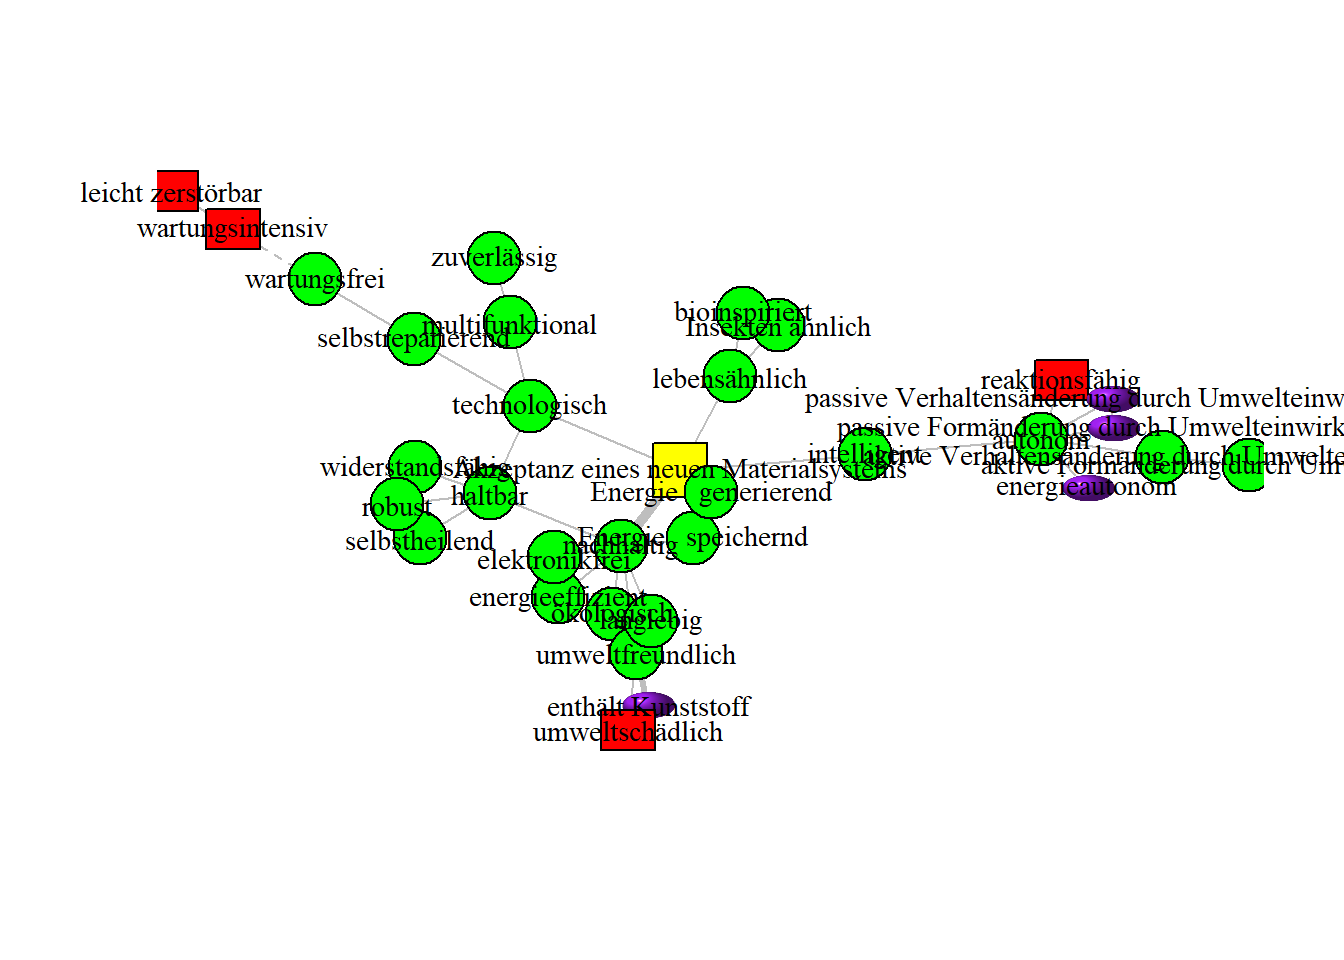 leicht zerstörbar
wartungsintensiv
wartungsfrei
zuverlässig
multifunktional
selbstreparierend
bioinspiriert
Insekten ähnlich
lebensähnlich
technologisch
reaktionsfähig
passive Verhaltensänderung durch Umwelteinw
passive Formänderung durch Umwelteinwirk
autonom
intelligent
aktive Verhaltensänderung durch Umwelte
aktive Formänderung durch Um
energieautonom
widerstandsfähig
Akzeptanz eines neuen Materialsystems
haltbar
Energie generierend
robust
selbstheilend
Energie speichernd
nachhaltig
elektronikfrei
energieeffizient
ökologisch
langlebig
umweltfreundlich
enthält Kunststoff
umweltschädlich